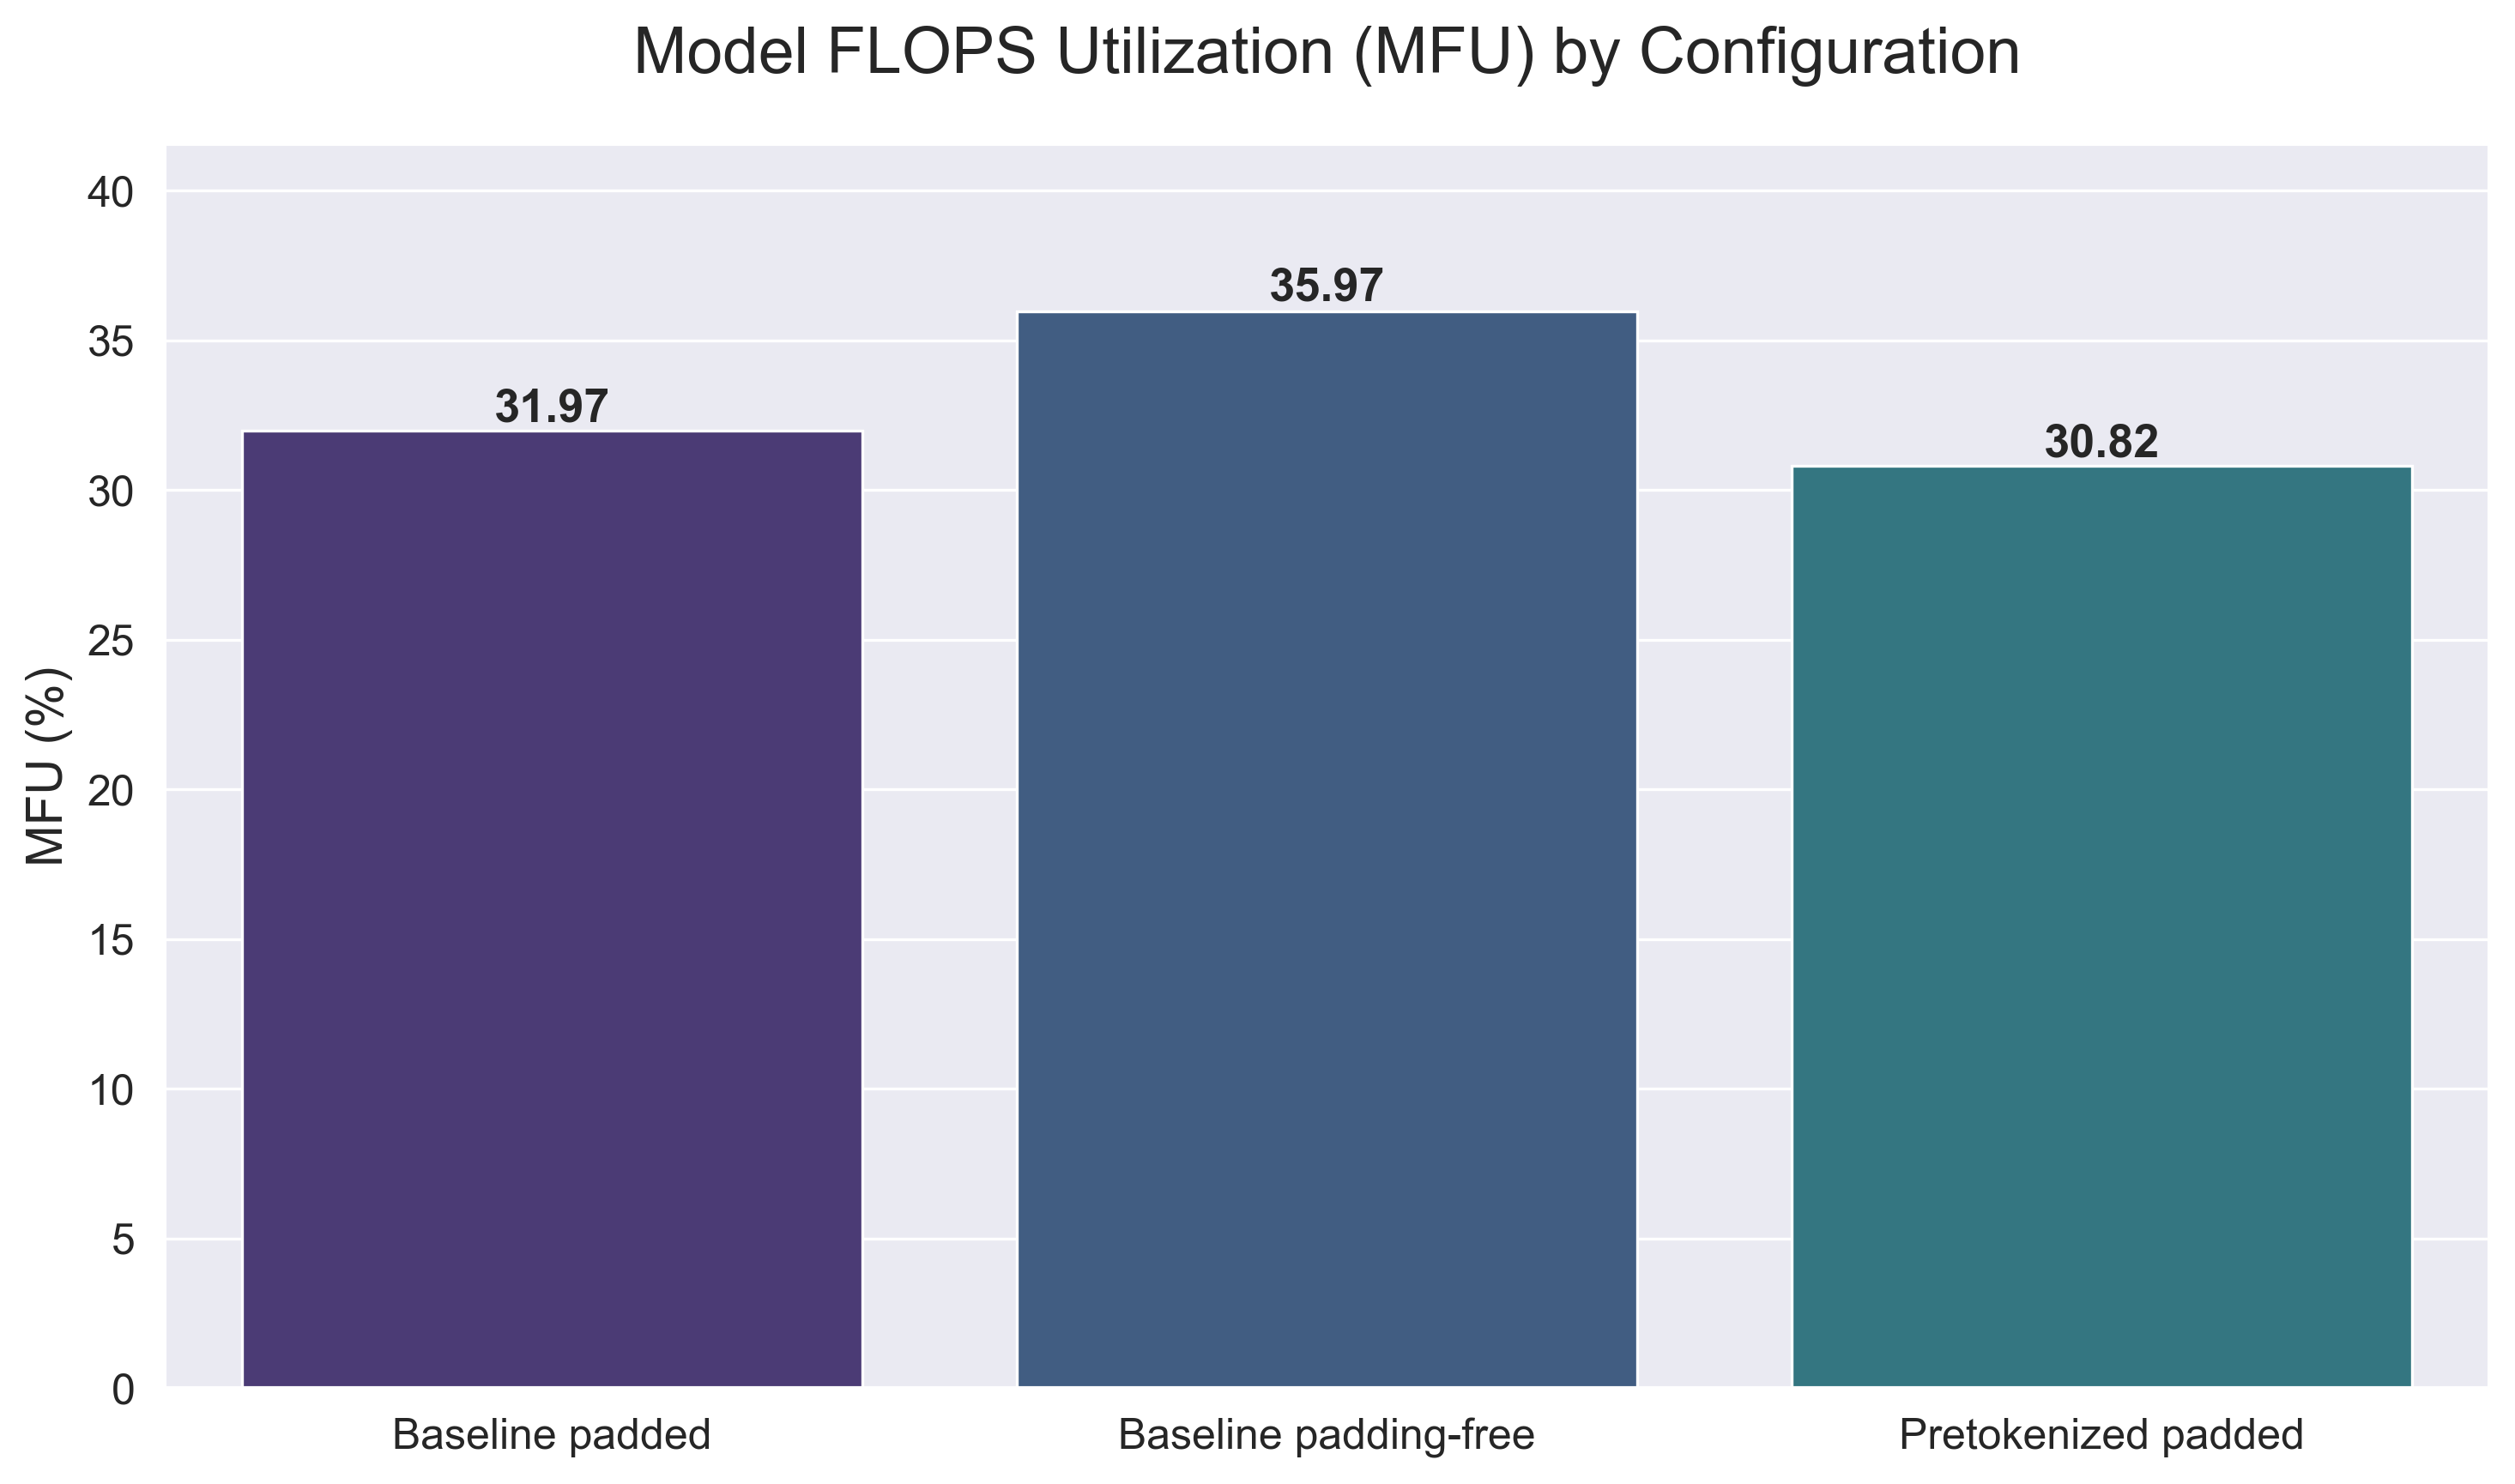 Model FLOPS Utilization (MFU) by Configuration
MFU (%)
40
35
30
25
20
15
10
5
0
31.97
35.97
30.82
Baseline padded
Baseline padding-free
Pretokenized padded